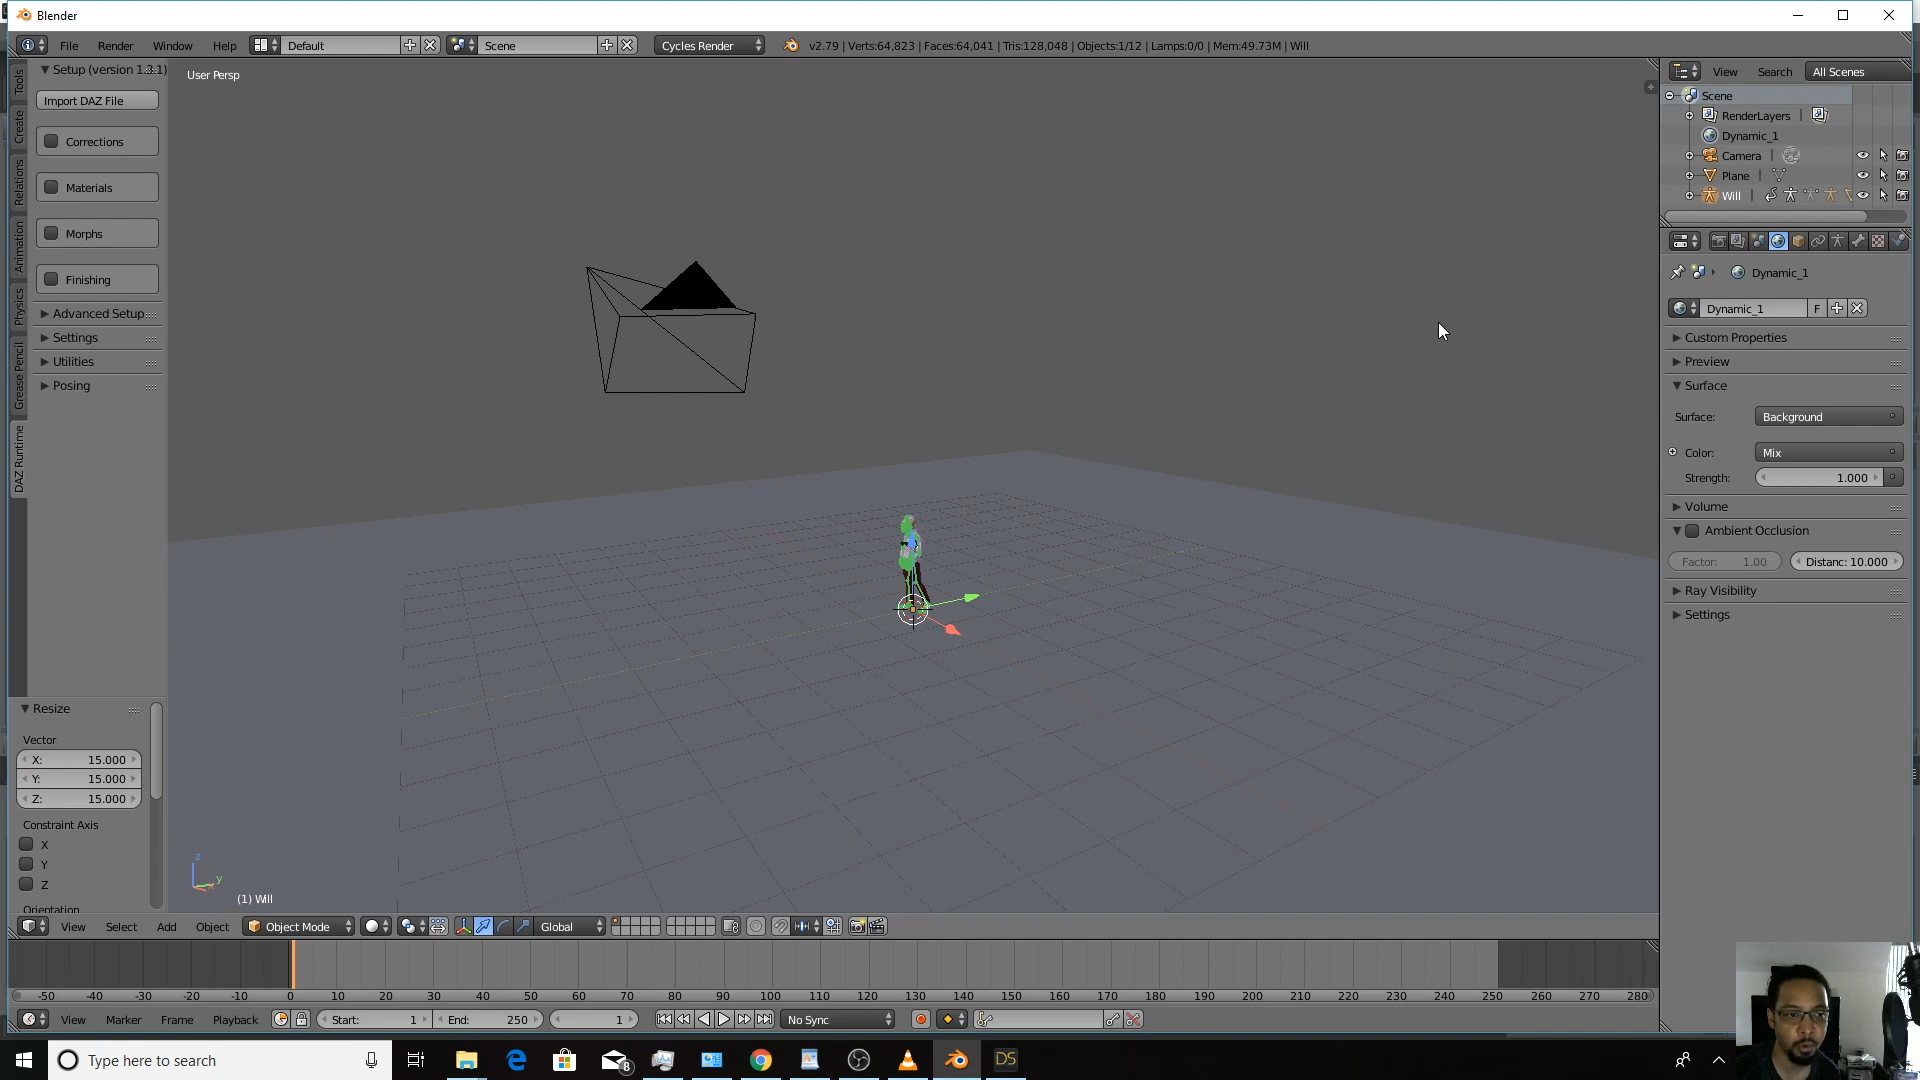 Blender
File Render Window Help Default Scene Cycles Render v2.79 | Verts:64,823 | Faces:64,041 | Tris:128,048 | Objects:1/12 | Lamps:0/0 | Mem:49.73M | Will
Tools
Create
Relations
Animation
Physics
Grease Pencil
DAZ Runtime
Import DAZ File
Corrections
Materials
Morphs
Finishing
Advanced Setup
Settings
Utilities
Posing
Resize
Vector
X: 15.000
Y: 15.000
Z: 15.000
Constraint Axis
X
Y
Z
Orientation
User Persp
z
y
(1) Will
View Select Add Object Object Mode Global
View Search All Scenes
Scene
RenderLayers |
Dynamic_1
Camera |
Plane |
Will |
Dynamic_1
Dynamic_1 F
Custom Properties
Preview
Surface
Surface: Background
Color: Mix
Strength: 1.000
Volume
Ambient Occlusion
Factor: 1.00 Distanc: 10.000
Ray Visibility
Settings
-50 -40 -30 -20 -10 0 10 20 30 40 50 60 70 80 90 100 110 120 130 140 150 160 170 180 190 200 210 220 230 240 250 260 270 280
View Marker Frame Playback Start: 1 End: 250 1 No Sync
Type here to search
8
DS